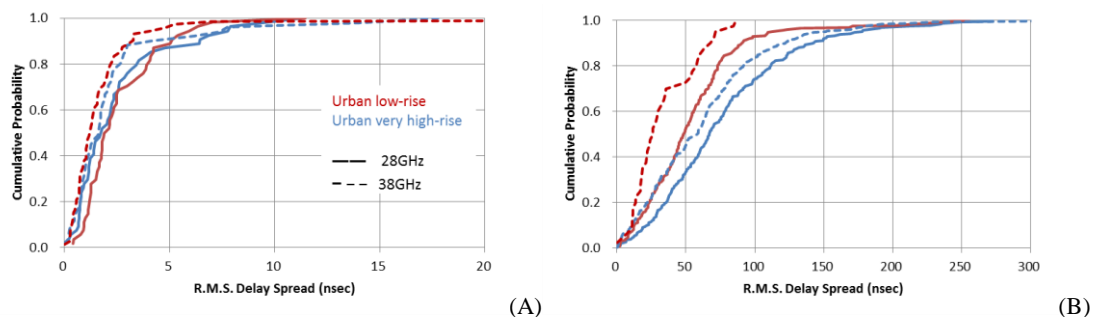 1.0
0.8
0.6
0.4
0.2
0.0
Cumulative Probability
Urban low-rise
Urban very high-rise
28GHz
38GHz
0 5 10 15 20
R.M.S. Delay Spread (nsec)
(A)
1.0
0.8
0.6
0.4
0.2
0.0
Cumulative Probability
0 50 100 150 200 250 300
R.M.S. Delay Spread (nsec)
(B)